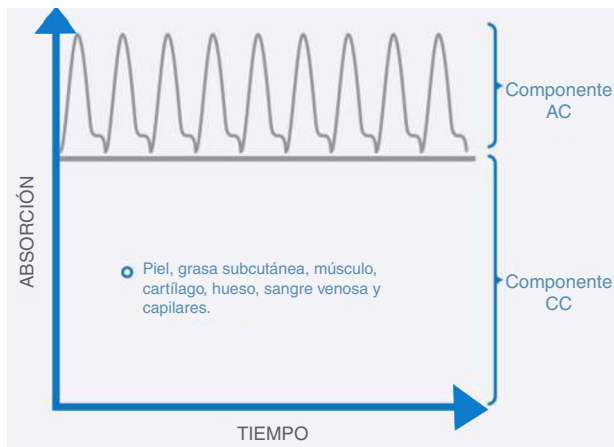 Componente
AC
ABSORCIÓN
Piel, grasa subcutánea, músculo,
cartílago, hueso, sangre venosa y
capilares.
Componente
CC
TIEMPO